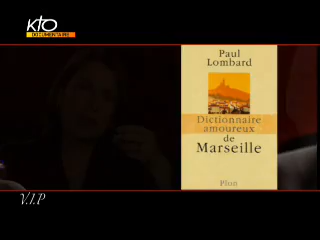 KTO
DOCUMENTAIRE
Paul
Lombard
Dictionnaire
amoureux
de
Marseille
Plon
V.I.P